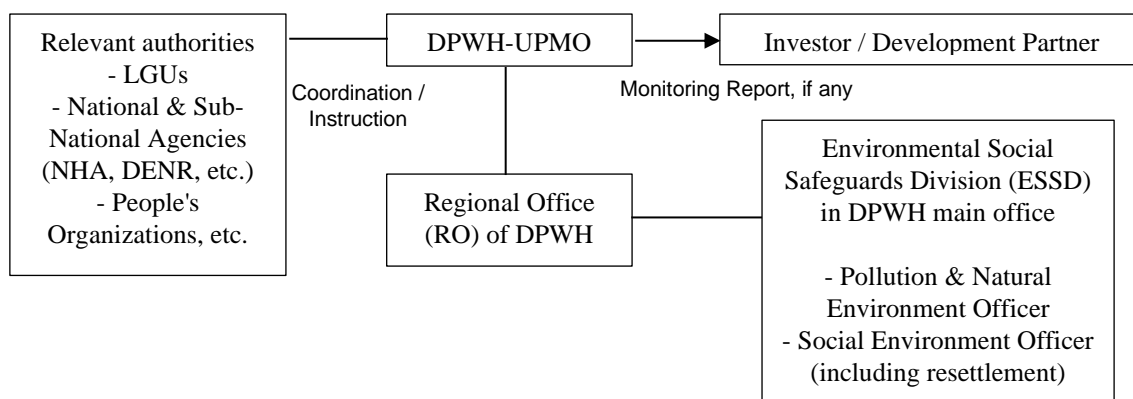 Relevant authorities
- LGUs
- National & Sub-
National Agencies
(NHA, DENR, etc.)
- People's
Organizations, etc.
Coordination /
Instruction
DPWH-UPMO
Investor / Development Partner
Monitoring Report, if any
Regional Office
(RO) of DPWH
Environmental Social
Safeguards Division (ESSD)
in DPWH main office
- Pollution & Natural
Environment Officer
- Social Environment Officer
(including resettlement)